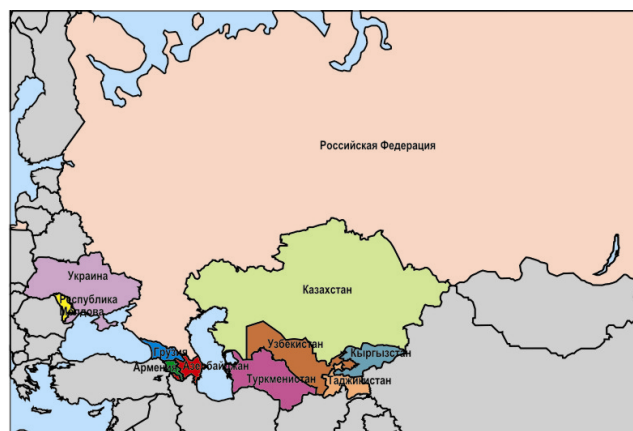 Российская Федерация
Украина
Казахстан
Республика
Молдова
Узбекистан
Грузия
Кыргызстан
Армения
Азербайджан
Туркменистан
Таджикистан